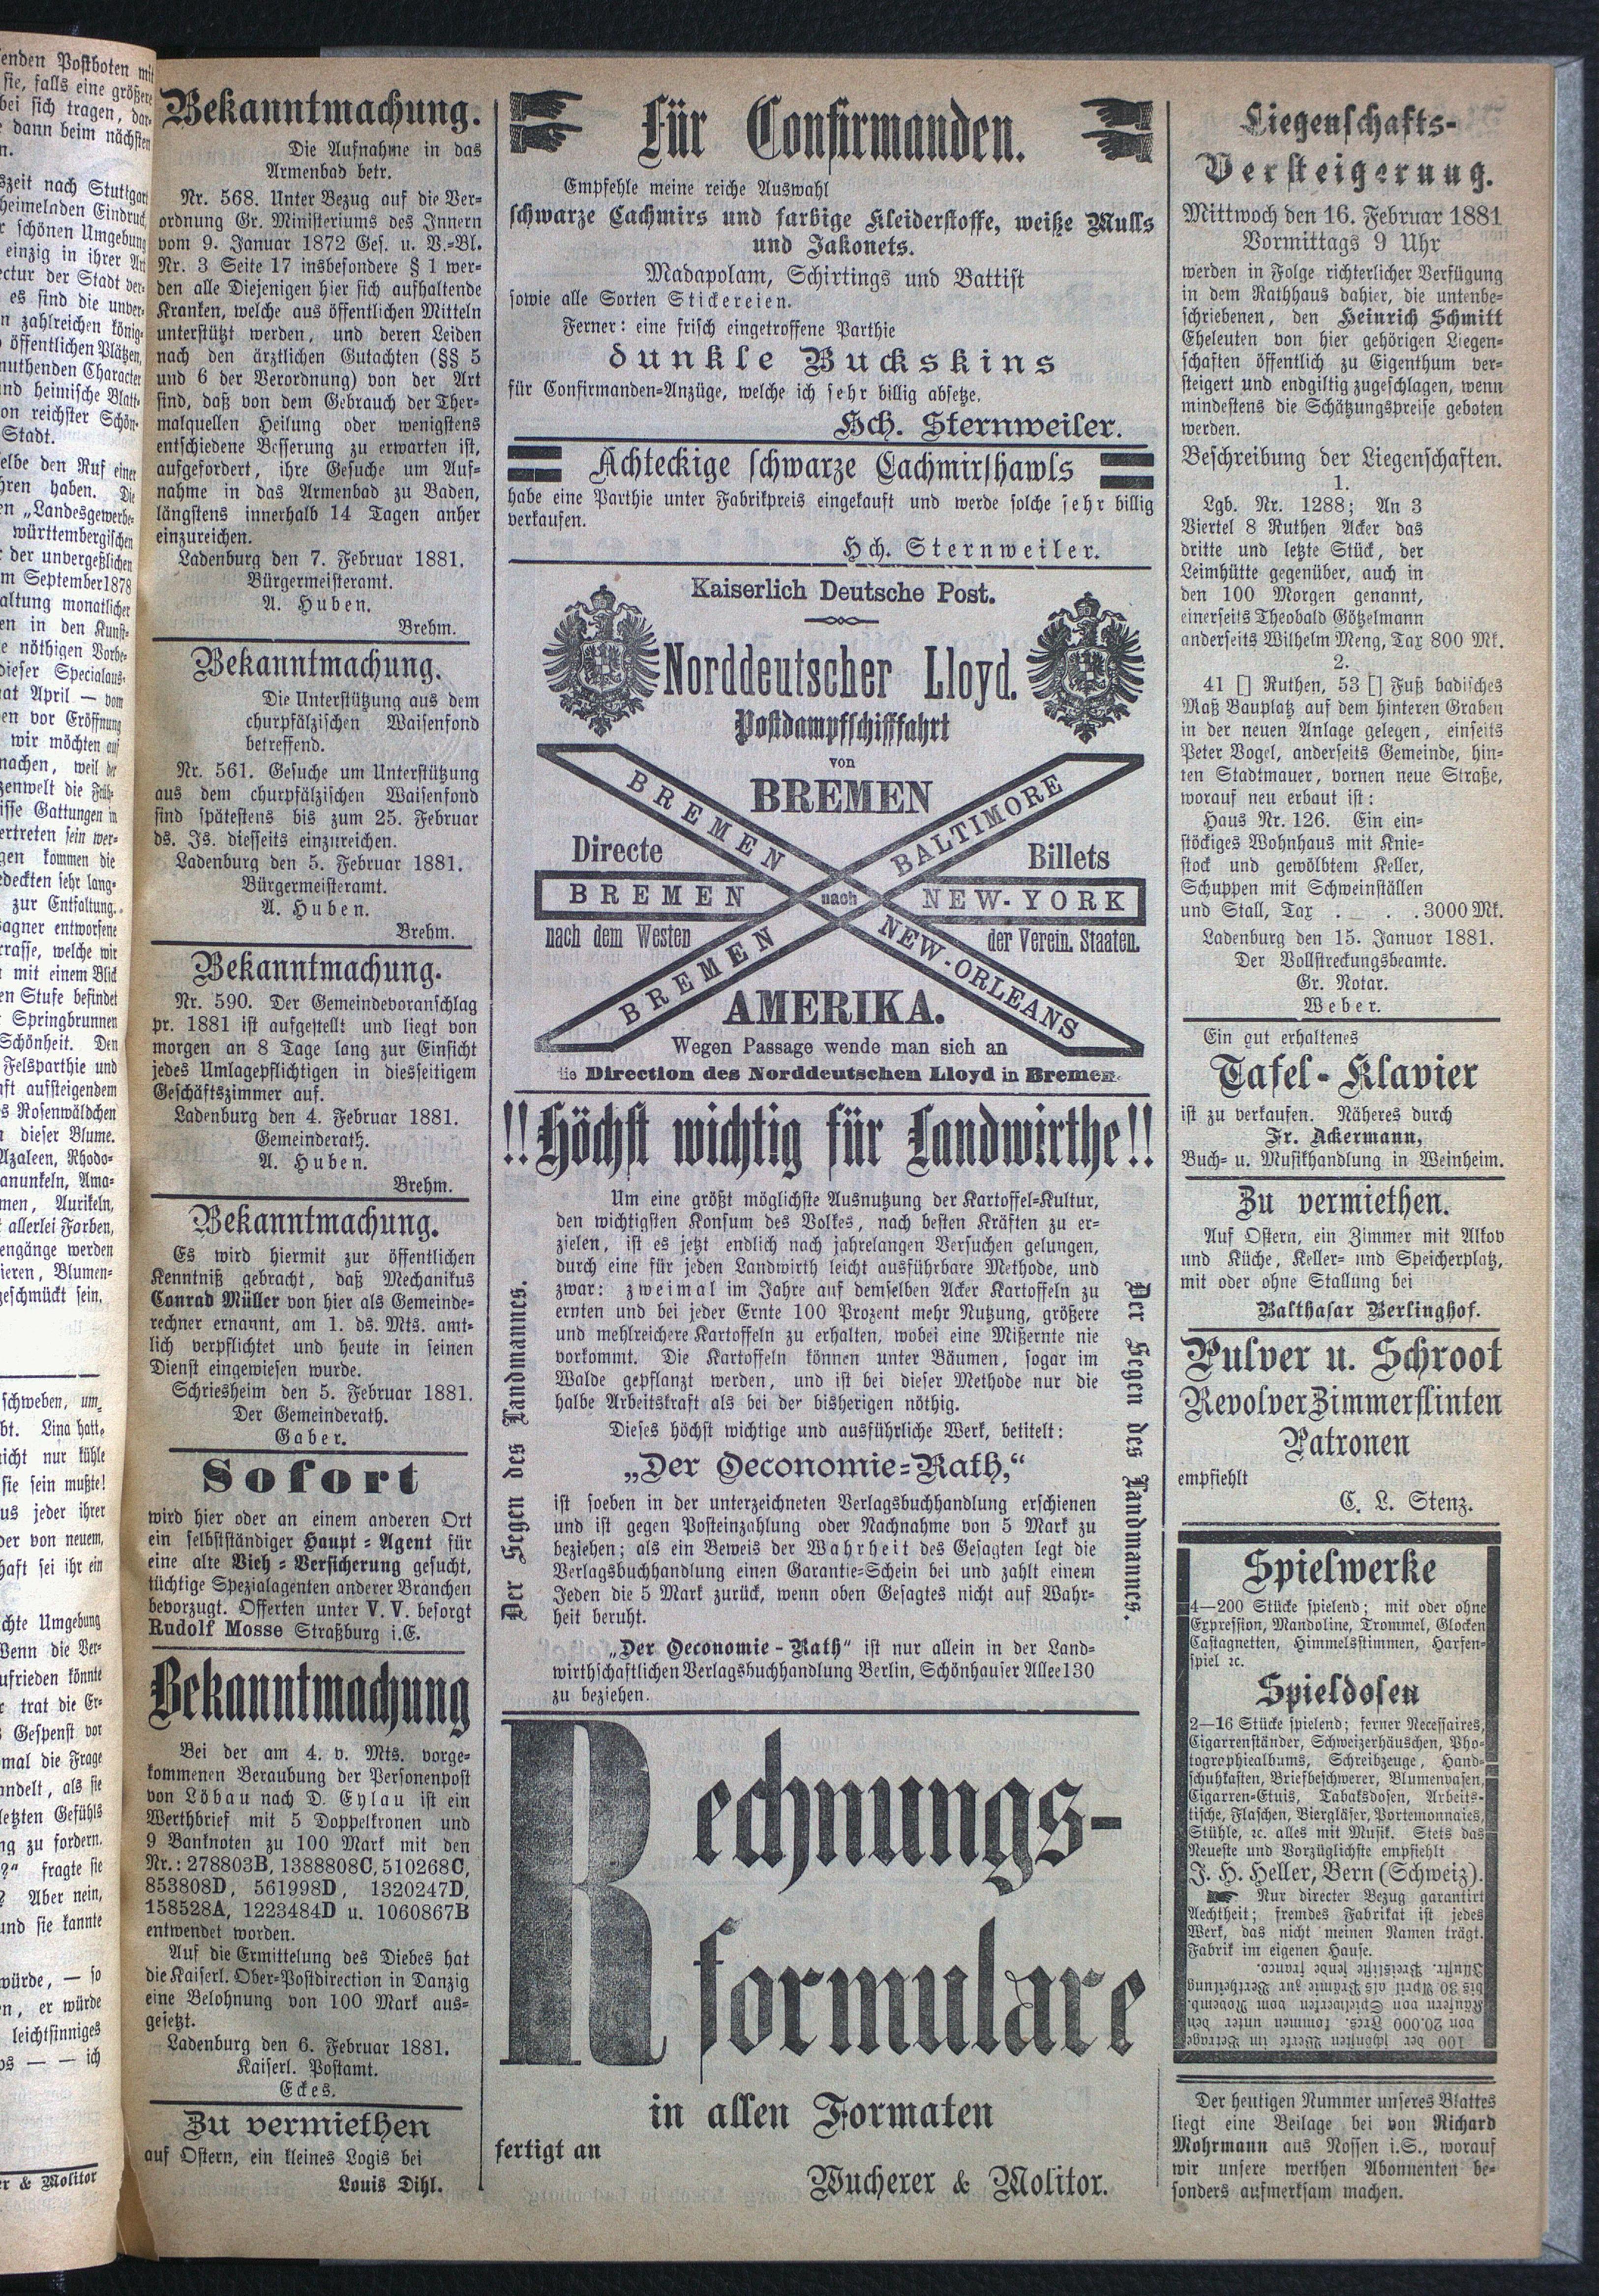 Bekanntmachung.
Die Aufnahme in das
Armenbad betr.
Nr. 568. Unter Bezug auf die Ver-
ordnung Gr. Ministeriums des Innern
vom 9. Januar 1872 Ges. u. V.-Bl.
Nr. 3 Seite 17 insbesondere § 1 wer-
den alle Diejenigen hier sich aufhaltende
Kranken, welche aus öffentlichen Mitteln
unterstützt werden, und deren Leiden
nach den ärztlichen Gutachten (§§ 5
und 6 der Verordnung) von der Art
sind, daß von dem Gebrauch der Ther-
malquellen Heilung oder wenigstens
entschiedene Besserung zu erwarten ist,
aufgefordert, ihre Gesuche um Auf-
nahme in das Armenbad zu Baden,
längstens innerhalb 14 Tagen anher
einzureichen.
Ladenburg den 7. Februar 1881.
Bürgermeisteramt.
A. Huben.
Brehm.
Bekanntmachung.
Die Unterstützung aus dem
churpfälzischen Waisenfond
betreffend.
Nr. 561. Gesuche um Unterstützung
aus dem churpfälzischen Waisenfond
sind spätestens bis zum 25. Februar
ds. Js. diesseits einzureichen.
Ladenburg den 5. Februar 1881.
Bürgermeisteramt.
A. Huben.
Brehm.
Bekanntmachung.
Nr. 590. Der Gemeindevoranschlag
pr. 1881 ist aufgestellt und liegt von
morgen an 8 Tage lang zur Einsicht
jedes Umlagepflichtigen in diesseitigem
Geschäftszimmer auf.
Ladenburg den 4. Februar 1881.
Gemeinderath.
A. Huben.
Brehm.
Bekanntmachung.
Es wird hiermit zur öffentlichen
Kenntniß gebracht, daß Mechanikus
Conrad Müller von hier als Gemeinde-
rechner ernannt, am 1. ds. Mts. amt-
lich verpflichtet und heute in seinen
Dienst eingewiesen wurde.
Schriesheim den 5. Februar 1881.
Der Gemeinderath.
Gaber.
Sofort
wird hier oder an einem anderen Ort
ein selbstständiger Haupt-Agent für
eine alte Vieh-Versicherung gesucht,
tüchtige Spezialagenten anderer Branchen
bevorzugt. Offerten unter V. V. besorgt
Rudolf Mosse Straßburg i.E.
Bekanntmachung
Bei der am 4. v. Mts. vorge-
kommenen Beraubung der Personenpost
von Löbau nach D. Eylau ist ein
Werthbrief mit 5 Doppelkronen und
9 Banknoten zu 100 Mark mit den
Nr.: 278803B, 1388808C, 510268C,
853808D, 561998D, 1320247D,
158528A, 1223484D u. 1060867B
entwendet worden.
Auf die Ermittelung des Diebes hat
die Kaiserl. Ober-Postdirection in Danzig
eine Belohnung von 100 Mark aus-
gesetzt.
Ladenburg den 6. Februar 1881.
Kaiserl. Postamt.
Eckes.
Zu vermiethen
auf Ostern, ein kleines Logis bei
Louis Dihl.
Für Confirmanden.
Empfehle meine reiche Auswahl
schwarze Cachmirs und farbige Kleiderstoffe, weiße Mulls
und Jakonets.
Madapolam, Schirtings und Battist
sowie alle Sorten Stickereien.
Ferner: eine frisch eingetroffene Parthie
dunkle Buckskins
für Confirmanden-Anzüge, welche ich sehr billig absetze.
Hch. Sternweiler.
Achteckige schwarze Cachmirshawls
habe eine Parthie unter Fabrikpreis eingekauft und werde solche sehr billig
verkaufen.
Hch. Sternweiler.
Kaiserlich Deutsche Post.
Norddeutscher Lloyd.
Postdampfschifffahrt
von
BREMEN
BREMEN
BALTIMORE
Directe
Billets
BREMEN
nach
NEW-YORK
nach dem Westen
der Verein. Staaten.
BREMEN
NEW-ORLEANS
AMERIKA.
Wegen Passage wende man sich an
die Direction des Norddeutschen Lloyd in Bremen.
!! Höchst wichtig für Landwirthe !!
Der Segen des Landmannes.
Um eine größt möglichste Ausnutzung der Kartoffel-Kultur,
den wichtigsten Konsum des Volkes, nach besten Kräften zu er-
zielen, ist es jetzt endlich nach jahrelangen Versuchen gelungen,
durch eine für jeden Landwirth leicht ausführbare Methode, und
zwar: zweimal im Jahre auf demselben Acker Kartoffeln zu
ernten und bei jeder Ernte 100 Prozent mehr Nutzung, größere
und mehlreichere Kartoffeln zu erhalten, wobei eine Mißernte nie
vorkommt. Die Kartoffeln können unter Bäumen, sogar im
Walde gepflanzt werden, und ist bei dieser Methode nur die
halbe Arbeitskraft als bei der bisherigen nöthig.
Dieses höchst wichtige und ausführliche Werk, betitelt:
„Der Oeconomie-Rath,“
ist soeben in der unterzeichneten Verlagsbuchhandlung erschienen
und ist gegen Posteinzahlung oder Nachnahme von 5 Mark zu
beziehen; als ein Beweis der Wahrheit des Gesagten legt die
Verlagsbuchhandlung einen Garantie-Schein bei und zahlt einem
Jeden die 5 Mark zurück, wenn oben Gesagtes nicht auf Wahr-
heit beruht.
„Der Oeconomie-Rath“ ist nur allein in der Land-
wirthschaftlichen Verlagsbuchhandlung Berlin, Schönhauser Allee 130
zu beziehen.
Der Segen des Landmannes.
Rechnungs-
formulare
in allen Formaten
fertigt an
Wucherer & Molitor.
Liegenschafts-
Versteigerung.
Mittwoch den 16. Februar 1881
Vormittags 9 Uhr
werden in Folge richterlicher Verfügung
in dem Rathhaus dahier, die untenbe-
schriebenen, den Heinrich Schmitt
Eheleuten von hier gehörigen Liegen-
schaften öffentlich zu Eigenthum ver-
steigert und endgiltig zugeschlagen, wenn
mindestens die Schätzungspreise geboten
werden.
Beschreibung der Liegenschaften.
1.
Lgb. Nr. 1288; An 3
Viertel 8 Ruthen Acker das
dritte und letzte Stück, der
Leimhütte gegenüber, auch in
den 100 Morgen genannt,
einerseits Theobald Götzelmann
anderseits Wilhelm Meng, Tax 800 Mk.
2.
41 [] Ruthen, 53 [] Fuß badisches
Maß Bauplatz auf dem hinteren Graben
in der neuen Anlage gelegen, einseits
Peter Vogel, anderseits Gemeinde, hin-
ten Stadtmauer, vornen neue Straße,
worauf neu erbaut ist:
Haus Nr. 126. Ein ein-
stöckiges Wohnhaus mit Knie-
stock und gewölbtem Keller,
Schuppen mit Schweinställen
und Stall, Tax . . . 3000 Mk.
Ladenburg den 15. Januar 1881.
Der Vollstreckungsbeamte.
Gr. Notar.
Weber.
Ein gut erhaltenes
Tafel-Klavier
ist zu verkaufen. Näheres durch
Fr. Ackermann,
Buch- u. Musikhandlung in Weinheim.
Zu vermiethen.
Auf Ostern, ein Zimmer mit Alkov
und Küche, Keller- und Speicherplatz,
mit oder ohne Stallung bei
Balthasar Berlinghof.
Pulver u. Schroot
Revolver Zimmerflinten
Patronen
empfiehlt
C. L. Stenz.
Spielwerke
4—200 Stücke spielend; mit oder ohne
Expression, Mandoline, Trommel, Glocken
Castagnetten, Himmelsstimmen, Harfen-
spiel ꝛc.
Spieldosen
2—16 Stücke spielend; ferner Necessaires,
Cigarrenständer, Schweizerhäuschen, Pho-
tographiealbums, Schreibzeuge, Hand-
schuhkasten, Briefbeschwerer, Blumenvasen,
Cigarren-Etuis, Tabaksdosen, Arbeits-
tische, Flaschen, Biergläser, Portemonnaies,
Stühle, ꝛc. alles mit Musik. Stets das
Neueste und Vorzüglichste empfiehlt
J. H. Heller, Bern (Schweiz).
Nur directer Bezug garantirt
Aechtheit; fremdes Fabrikat ist jedes
Werk, das nicht meinen Namen trägt.
Fabrik im eigenen Hause.
100 der schönsten Werke im Betrage
von 20.000 Frcs. kommen unter den
Käufern von Spielwerken vom Novemb.
bis 30 April als Prämie zur Vertheilung
Illustr. Preisliste sende franco.
Der heutigen Nummer unseres Blattes
liegt eine Beilage bei von Richard
Mohrmann aus Nossen i.S., worauf
wir unsere werthen Abonnenten be-
sonders aufmerksam machen.